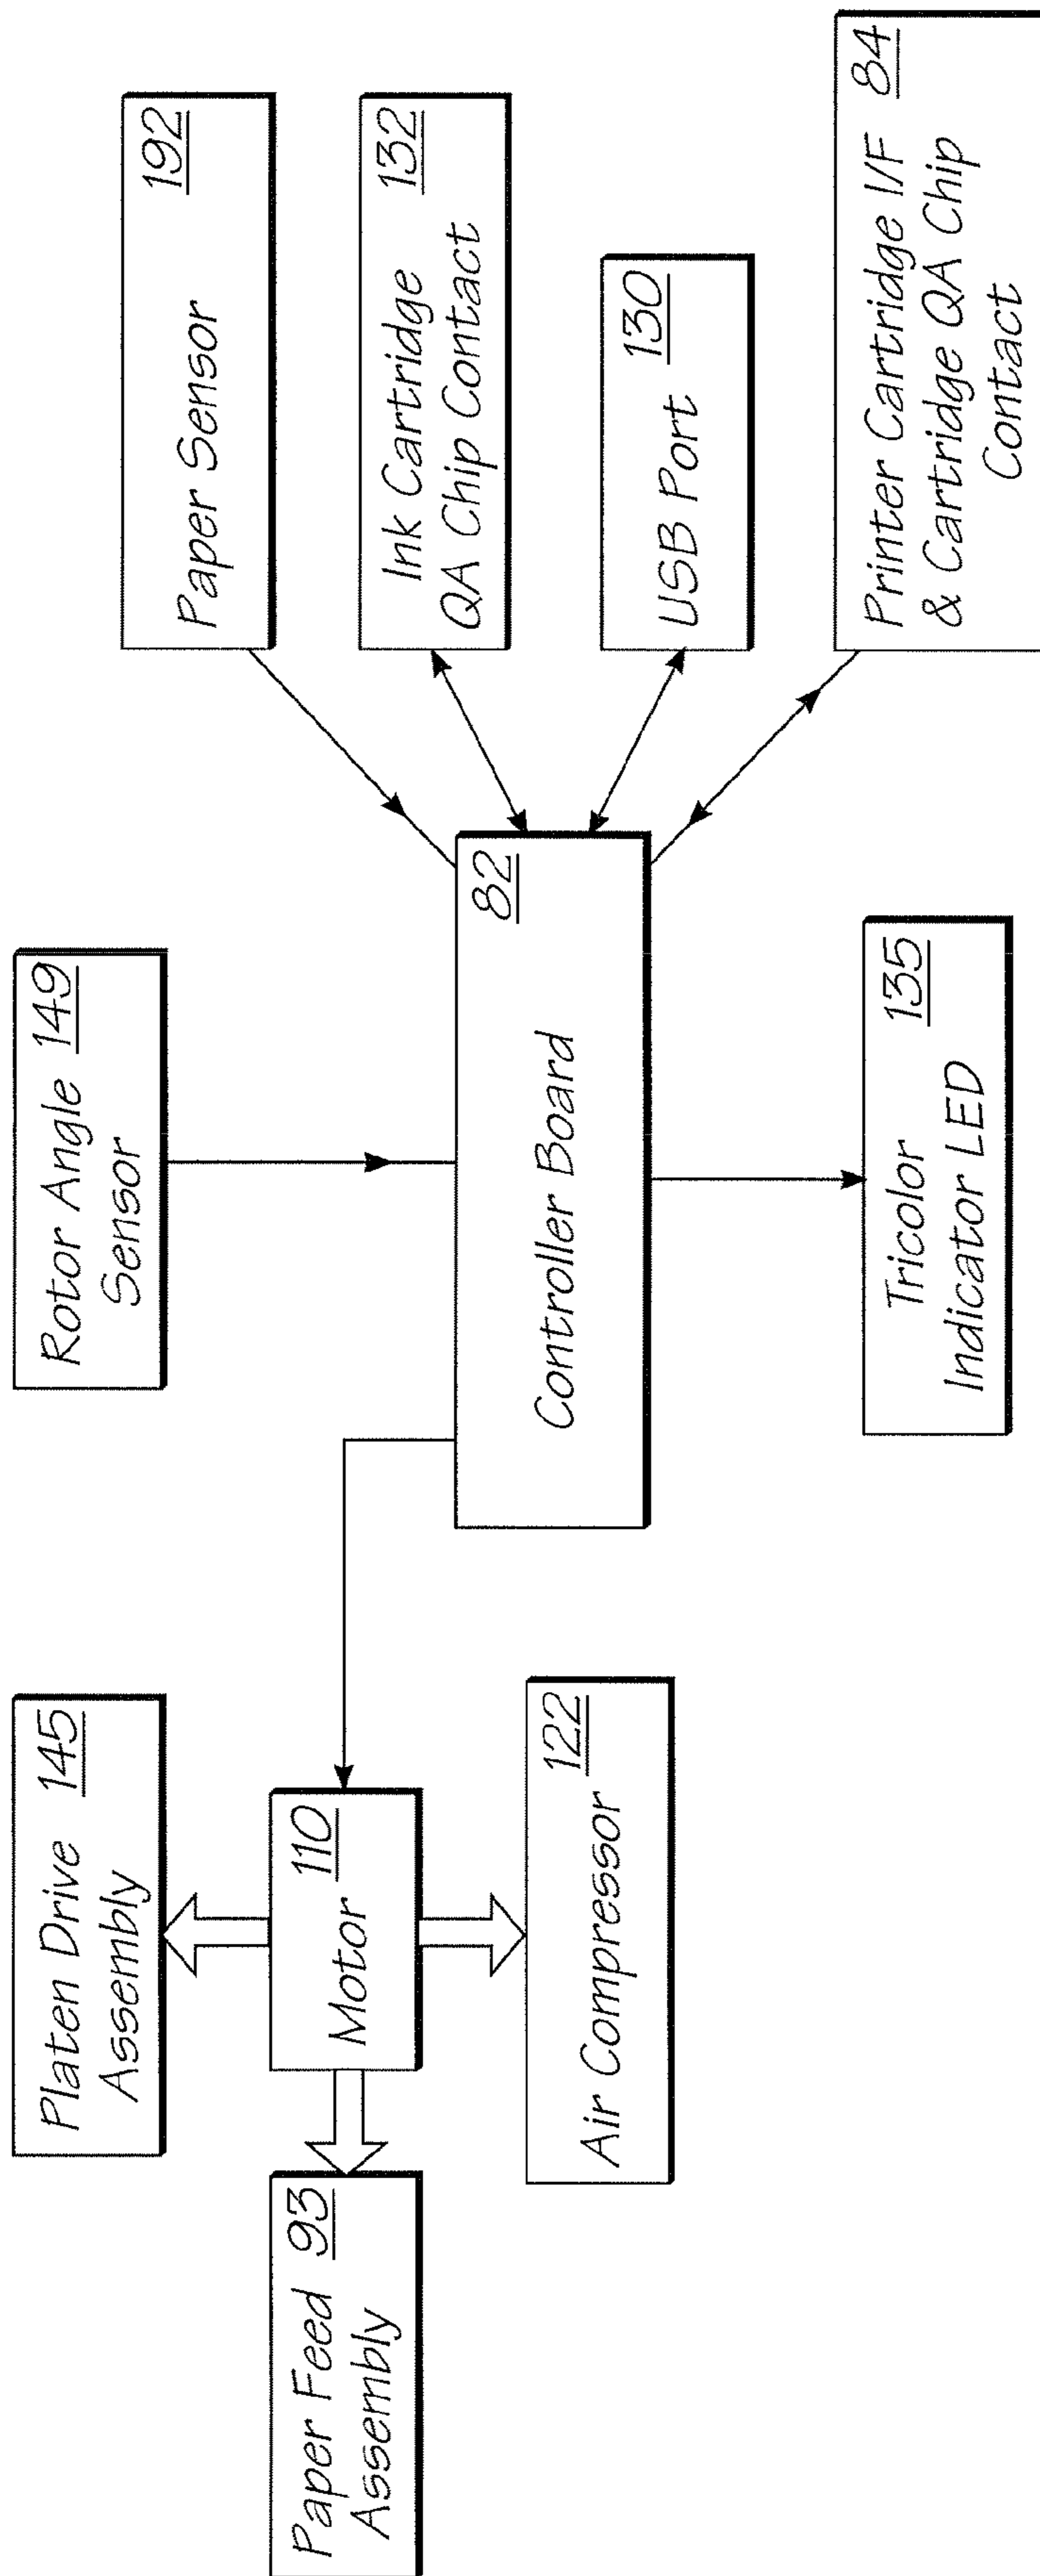 Platen Drive 145
Assembly
Rotor Angle 149
Sensor
Paper Sensor 192
Paper Feed 93
Assembly
Motor 110
Ink Cartridge 132
QA Chip Contact
Controller Board 82
Air Compressor 122
USB Port 130
Tricolor 135
Indicator LED
Printer Cartridge I/F 84
& Cartridge QA Chip
Contact